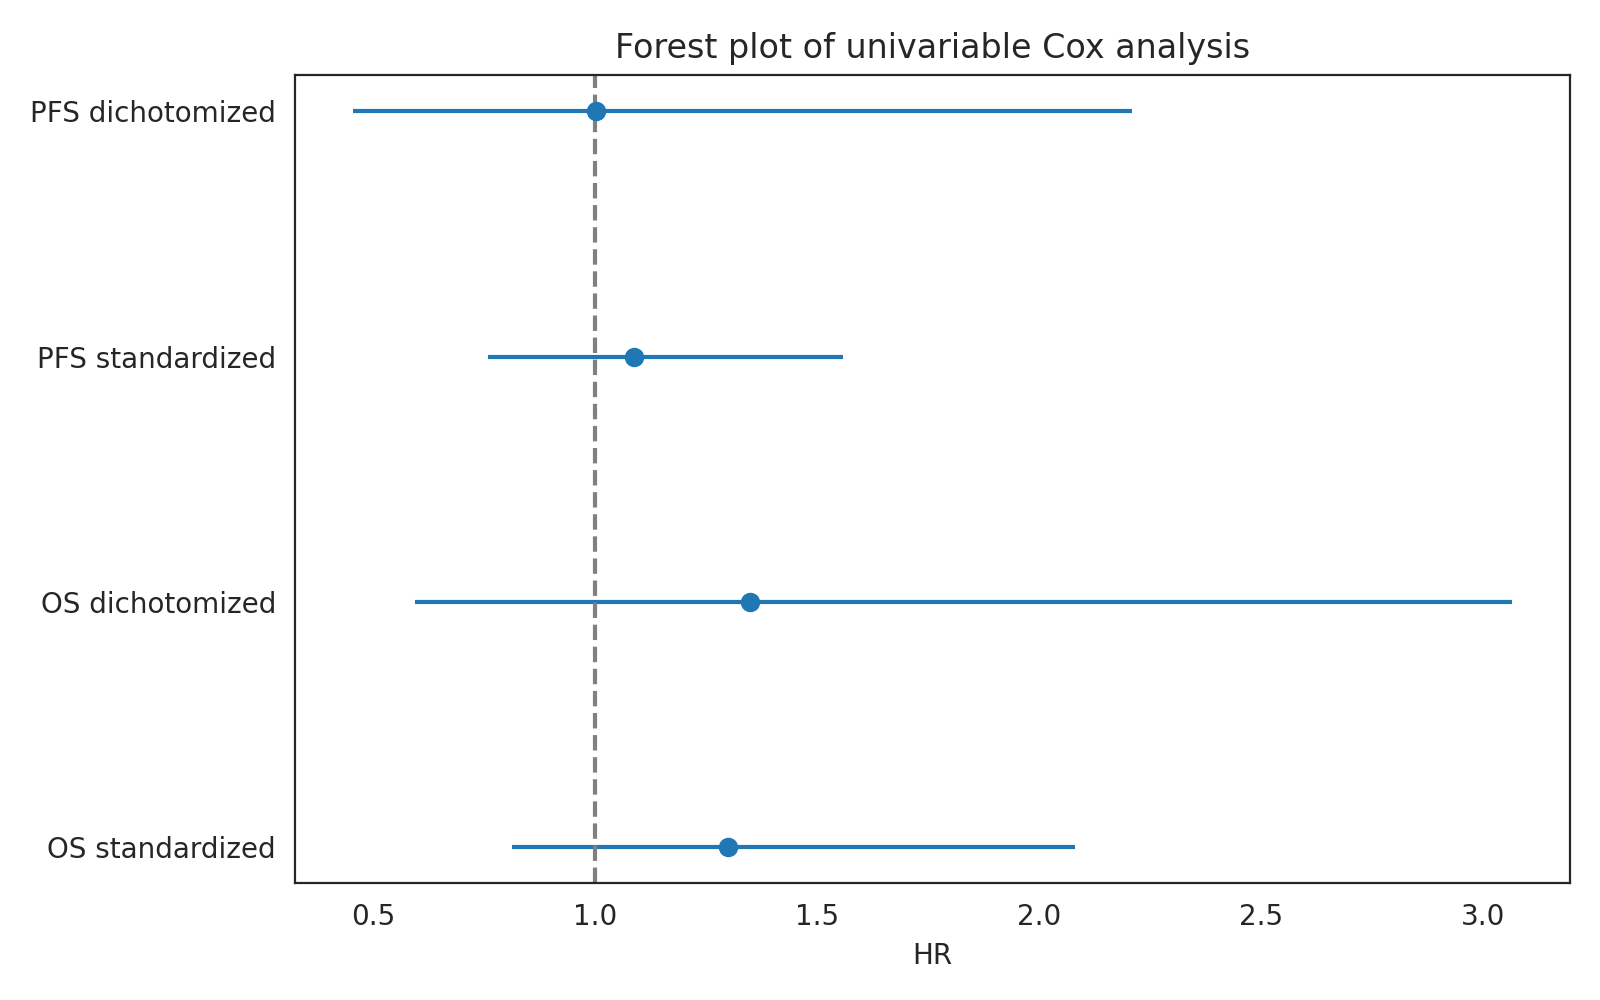 Forest plot of univariable Cox analysis
PFS dichotomized
PFS standardized
OS dichotomized
OS standardized
0.5 1.0 1.5 2.0 2.5 3.0
HR